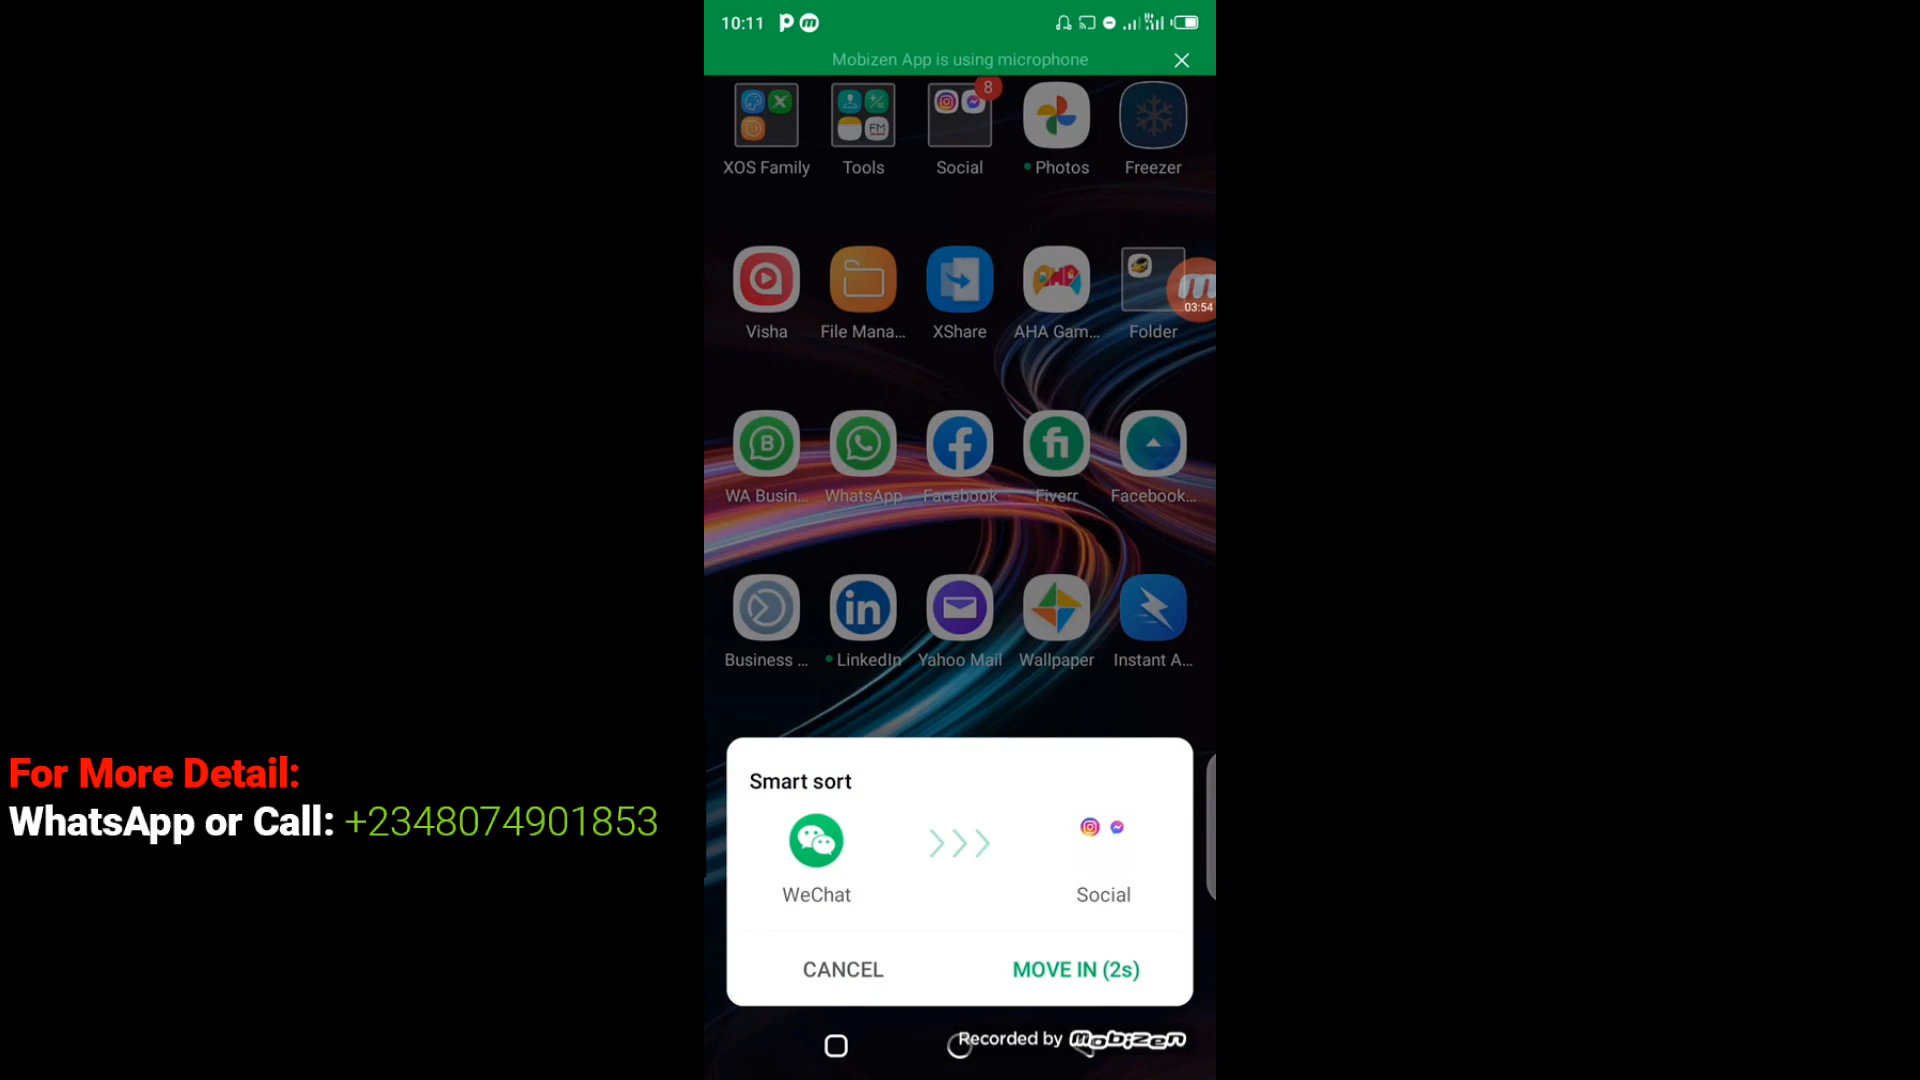 10:11
Mobizen App is using microphone
8
XOS Family Tools Social Photos Freezer
03:54
Visha File Mana... XShare AHA Gam... Folder
WA Busin... WhatsApp Facebook Fiverr Facebook...
Business ... LinkedIn Yahoo Mail Wallpaper Instant A...
For More Detail:
WhatsApp or Call: +2348074901853
Smart sort
WeChat Social
CANCEL MOVE IN (2s)
Recorded by mobizen